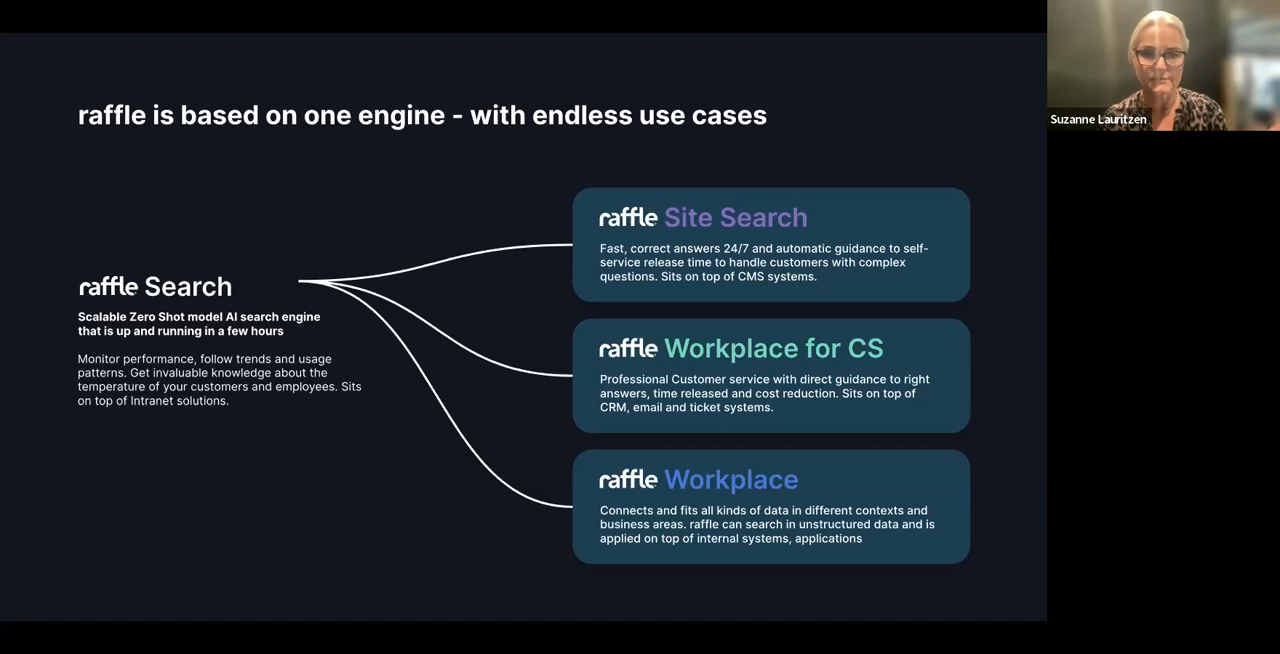 raffle is based on one engine - with endless use cases
raffle Search
Scalable Zero Shot model AI search engine
that is up and running in a few hours
Monitor performance, follow trends and usage
patterns. Get invaluable knowledge about the
temperature of your customers and employees. Sits
on top of Intranet solutions.
raffle Site Search
Fast, correct answers 24/7 and automatic guidance to self-
service release time to handle customers with complex
questions. Sits on top of CMS systems.
raffle Workplace for CS
Professional Customer service with direct guidance to right
answers, time released and cost reduction. Sits on top of
CRM, email and ticket systems.
raffle Workplace
Connects and fits all kinds of data in different contexts and
business areas. raffle can search in unstructured data and is
applied on top of internal systems, applications
Suzanne Lauritzen